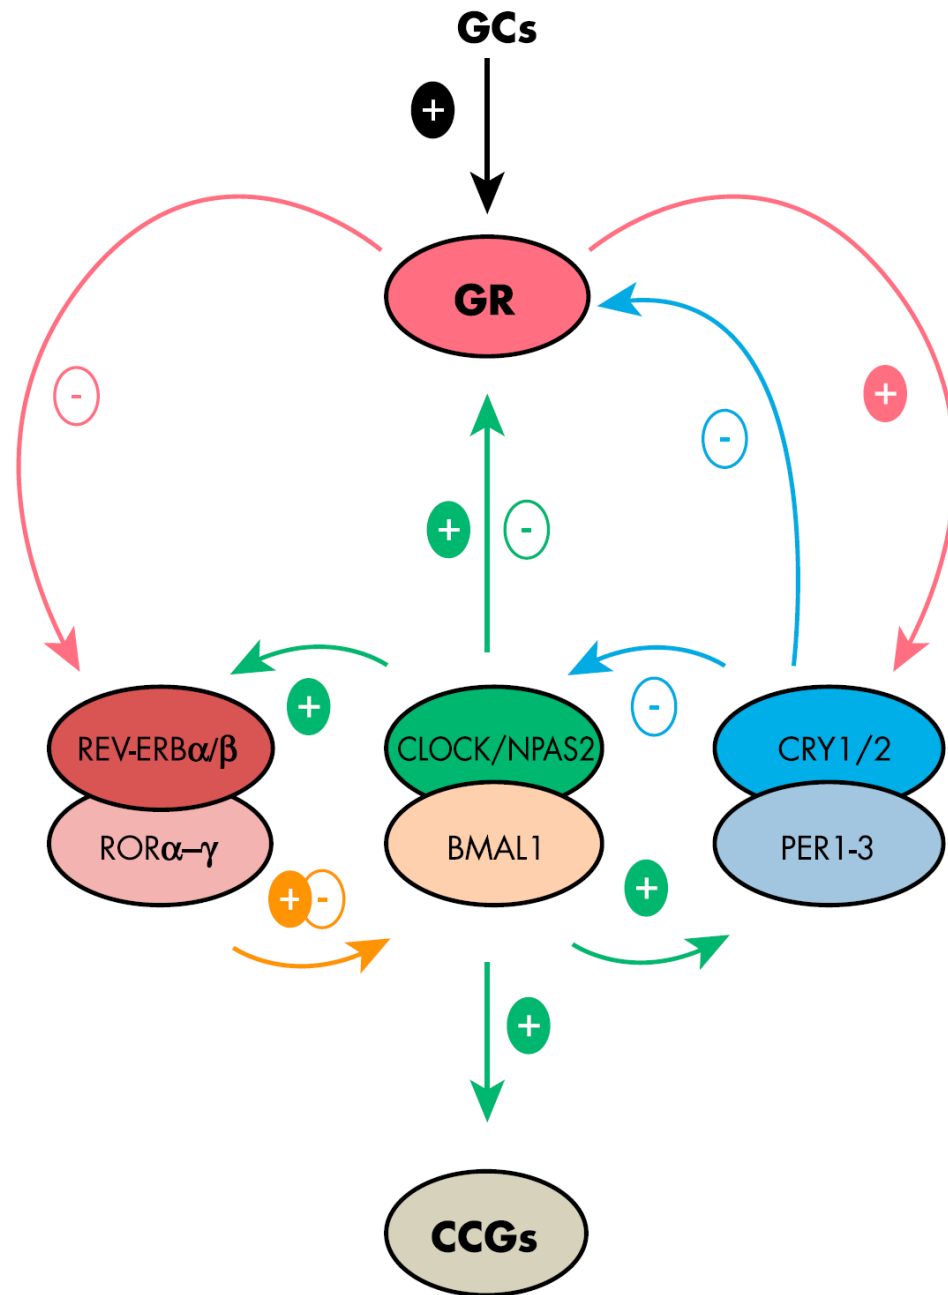 GCs
+
GR
-
+
-
+
-
+
-
REV-ERBα/β
CLOCK/NPAS2
CRY1/2
RORα–γ
BMAL1
PER1-3
+-
+
+
CCGs